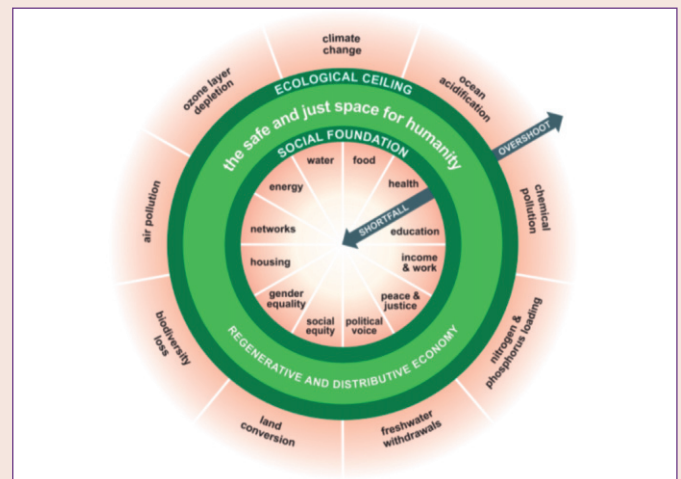 climate
change
ocean
acidification
chemical
pollution
nitrogen &
phosphorus loading
freshwater
withdrawals
land
conversion
biodiversity
loss
air pollution
ozone layer
depletion
ECOLOGICAL CEILING
the safe and just space for humanity
SOCIAL FOUNDATION
OVERSHOOT
SHORTFALL
water
food
health
education
income
& work
peace &
justice
political
voice
social
equity
gender
equality
housing
networks
energy
REGENERATIVE AND DISTRIBUTIVE ECONOMY